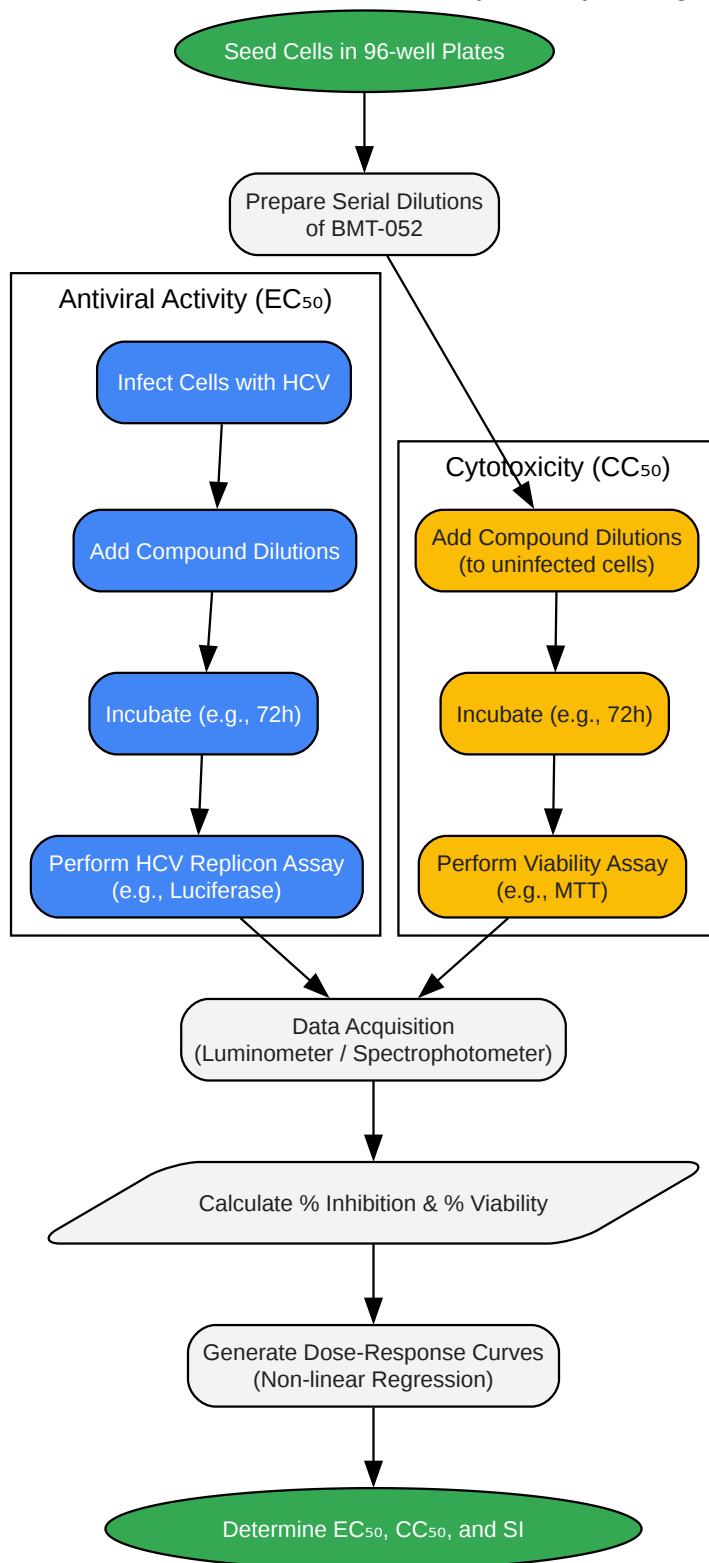 Seed Cells in 96-well Plates
Prepare Serial Dilutions
of BMT-052
Antiviral Activity (EC₅₀)
Infect Cells with HCV
Add Compound Dilutions
Incubate (e.g., 72h)
Perform HCV Replicon Assay
(e.g., Luciferase)
Cytotoxicity (CC₅₀)
Add Compound Dilutions
(to uninfected cells)
Incubate (e.g., 72h)
Perform Viability Assay
(e.g., MTT)
Data Acquisition
(Luminometer / Spectrophotometer)
Calculate % Inhibition & % Viability
Generate Dose-Response Curves
(Non-linear Regression)
Determine EC₅₀, CC₅₀, and SI